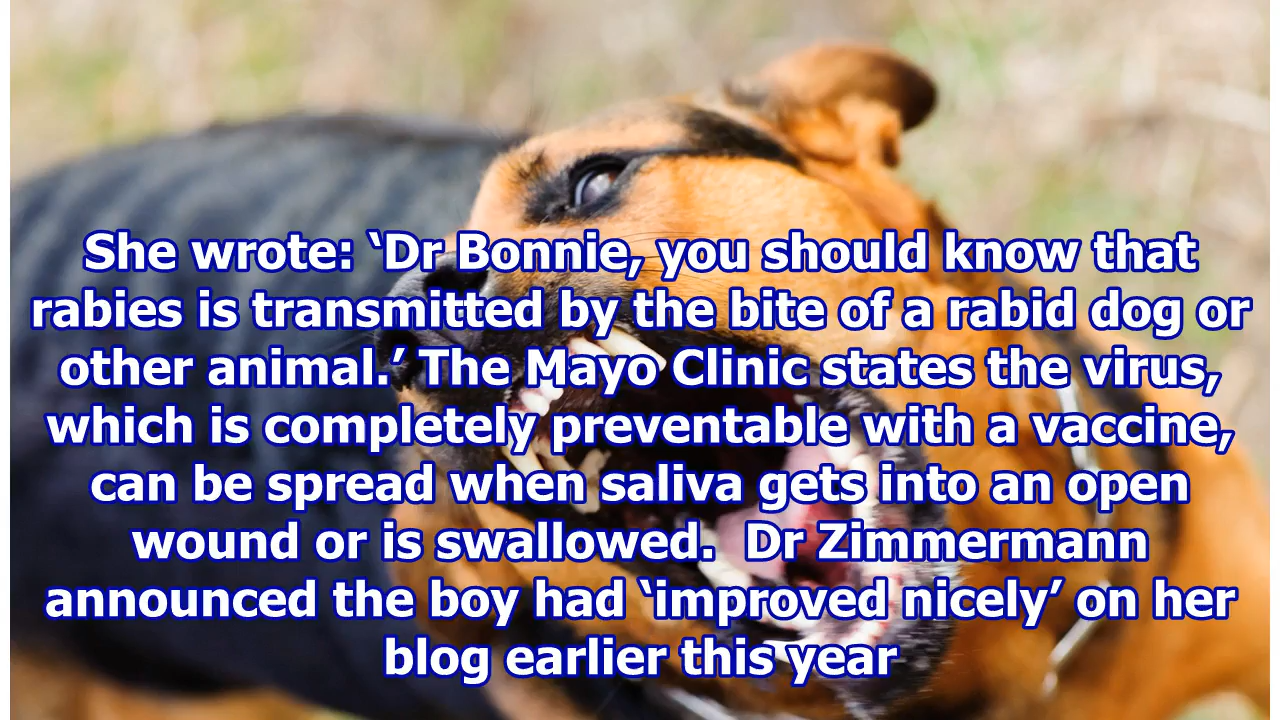 She wrote: ‘Dr Bonnie, you should know that
rabies is transmitted by the bite of a rabid dog or
other animal.’ The Mayo Clinic states the virus,
which is completely preventable with a vaccine,
can be spread when saliva gets into an open
wound or is swallowed.  Dr Zimmermann
announced the boy had ‘improved nicely’ on her
blog earlier this year